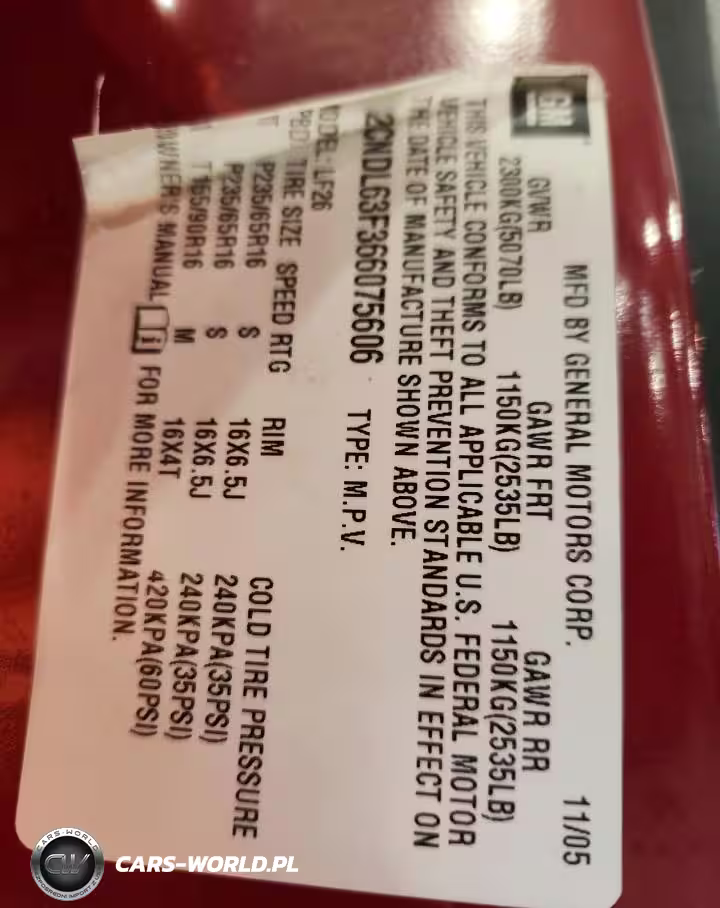 GM
MFD BY GENERAL MOTORS CORP. 11/05
GVWR GAWR FRT GAWR RR
2300KG(5070LB) 1150KG(2535LB) 1150KG(2535LB)
THIS VEHICLE CONFORMS TO ALL APPLICABLE U.S. FEDERAL MOTOR
VEHICLE SAFETY AND THEFT PREVENTION STANDARDS IN EFFECT ON
THE DATE OF MANUFACTURE SHOWN ABOVE.
2CNDL63F366075606 TYPE: M.P.V.
MODEL: LF26
TIRE SIZE SPEED RTG RIM COLD TIRE PRESSURE
P235/65R16 S 16X6.5J 240KPA(35PSI)
P235/65R16 S 16X6.5J 240KPA(35PSI)
T165/90R16 M 16X4T 420KPA(60PSI)
OWNER'S MANUAL FOR MORE INFORMATION.
CARS-WORLD
CW
CARS-WORLD.PL